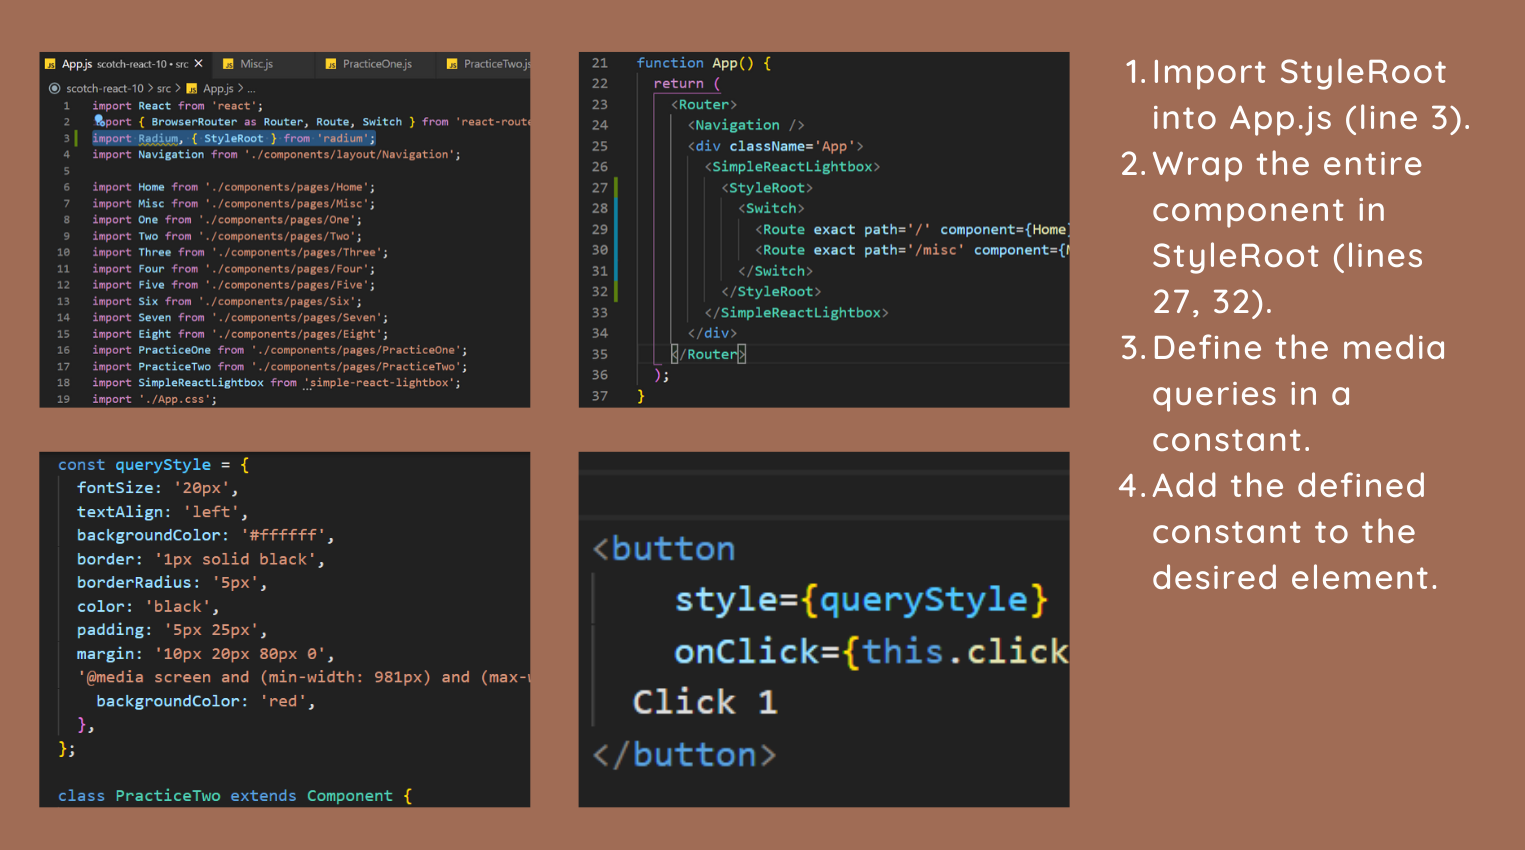 App.js scotch-react-10 • src × Misc.js PracticeOne.js PracticeTwo.js
scotch-react-10 > src > App.js > ...
1 import React from 'react';
2 import { BrowserRouter as Router, Route, Switch } from 'react-route
3 import Radium, { StyleRoot } from 'radium';
4 import Navigation from './components/layout/Navigation';
5
6 import Home from './components/pages/Home';
7 import Misc from './components/pages/Misc';
8 import One from './components/pages/One';
9 import Two from './components/pages/Two';
10 import Three from './components/pages/Three';
11 import Four from './components/pages/Four';
12 import Five from './components/pages/Five';
13 import Six from './components/pages/Six';
14 import Seven from './components/pages/Seven';
15 import Eight from './components/pages/Eight';
16 import PracticeOne from './components/pages/PracticeOne';
17 import PracticeTwo from './components/pages/PracticeTwo';
18 import SimpleReactLightbox from 'simple-react-lightbox';
19 import './App.css';
21 function App() {
22 return (
23 <Router>
24 <Navigation />
25 <div className='App'>
26 <SimpleReactLightbox>
27 <StyleRoot>
28 <Switch>
29 <Route exact path='/' component={Home}
30 <Route exact path='/misc' component={M
31 </Switch>
32 </StyleRoot>
33 </SimpleReactLightbox>
34 </div>
35 </Router>
36 );
37 }
const queryStyle = {
fontSize: '20px',
textAlign: 'left',
backgroundColor: '#ffffff',
border: '1px solid black',
borderRadius: '5px',
color: 'black',
padding: '5px 25px',
margin: '10px 20px 80px 0',
'@media screen and (min-width: 981px) and (max-w
backgroundColor: 'red',
},
};
class PracticeTwo extends Component {
<button
style={queryStyle}
onClick={this.click
Click 1
</button>
1. Import StyleRoot
into App.js (line 3).
2. Wrap the entire
component in
StyleRoot (lines
27, 32).
3. Define the media
queries in a
constant.
4. Add the defined
constant to the
desired element.